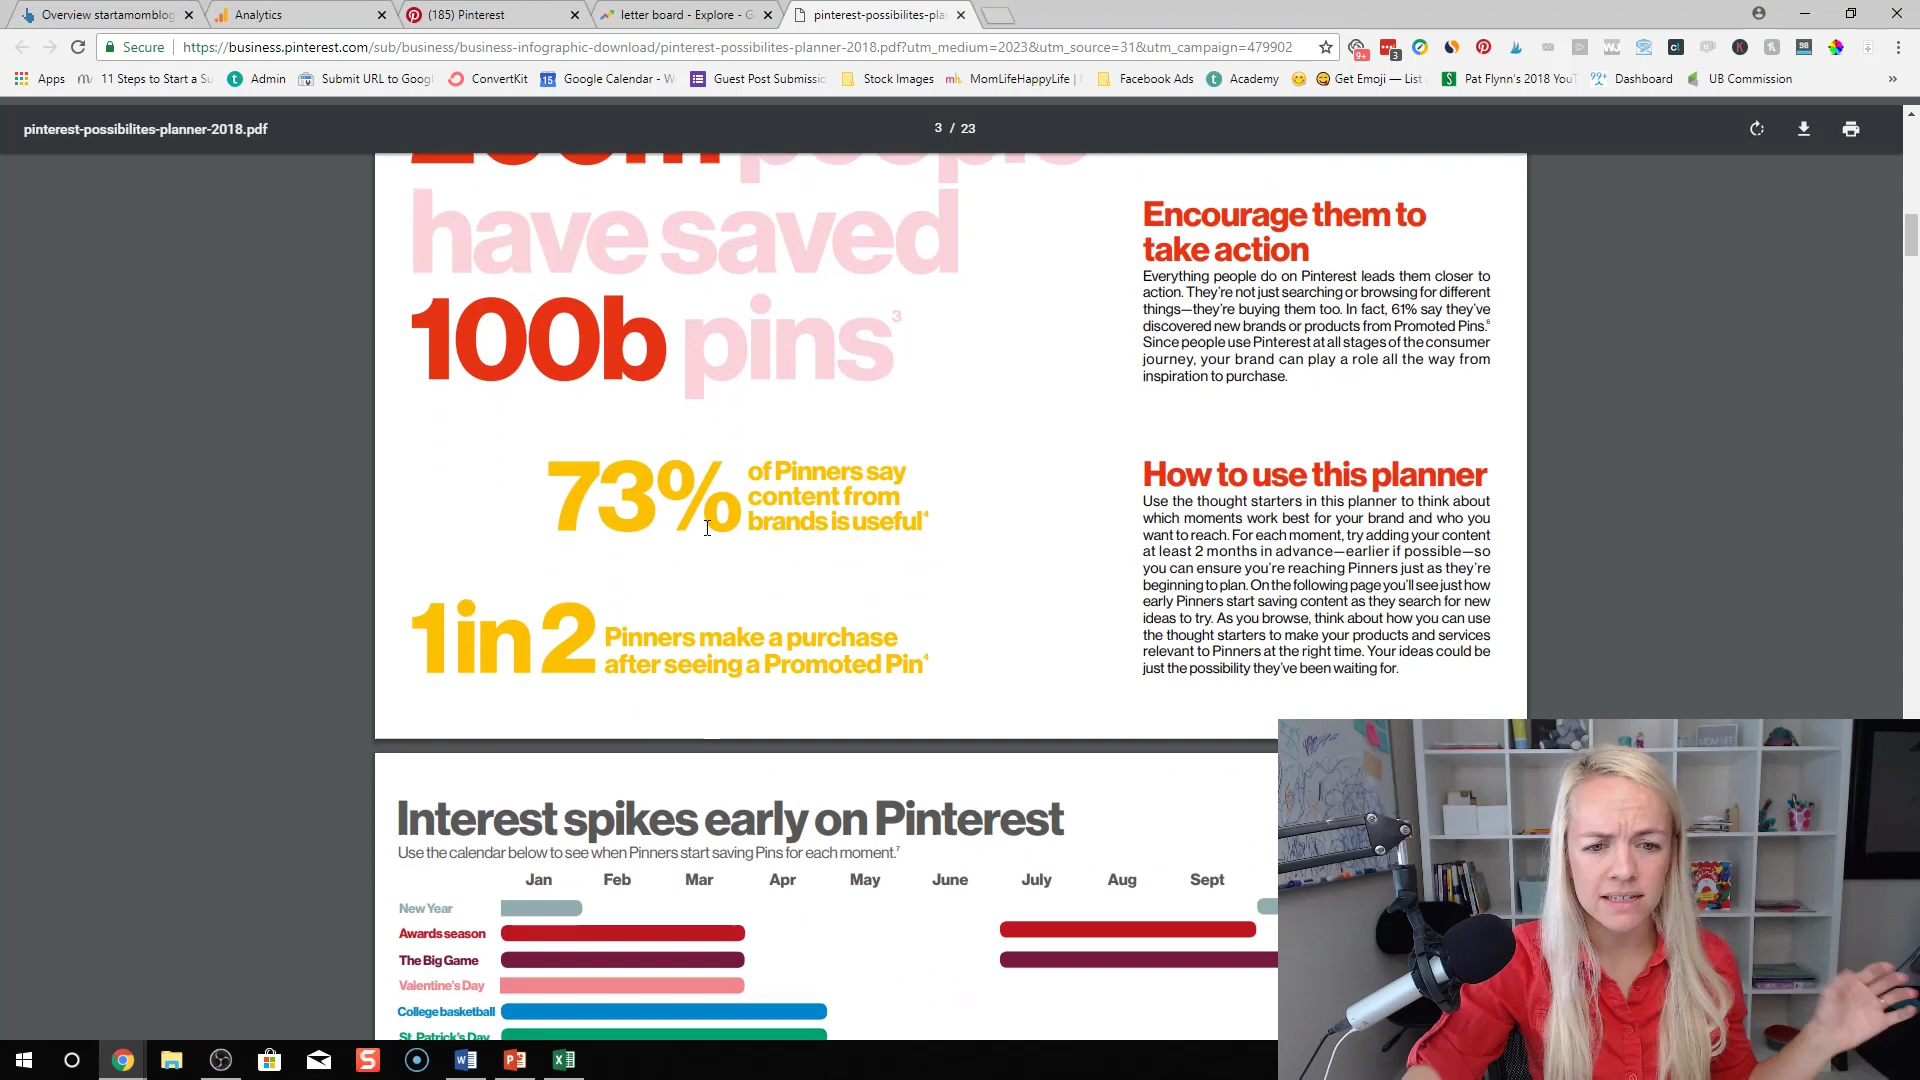 Overview startamomblog
Analytics
(185) Pinterest
letter board - Explore - G
pinterest-possibilites-pla
Secure
https://business.pinterest.com/sub/business/business-infographic-download/pinterest-possibilites-planner-2018.pdf?utm_medium=2023&utm_source=31&utm_campaign=479902
Apps
11 Steps to Start a Su
Admin
Submit URL to Googl
ConvertKit
Google Calendar - W
Guest Post Submissio
Stock Images
MomLifeHappyLife |
Facebook Ads
Academy
Get Emoji — List
Pat Flynn's 2018 YouT
Dashboard
UB Commission
pinterest-possibilites-planner-2018.pdf
3 / 23
people
have saved
100b pins³
73% of Pinners say
content from
brands is useful⁴
1 in 2 Pinners make a purchase
after seeing a Promoted Pin⁴
Encourage them to
take action
Everything people do on Pinterest leads them closer to
action. They're not just searching or browsing for different
things—they're buying them too. In fact, 61% say they've
discovered new brands or products from Promoted Pins.⁶
Since people use Pinterest at all stages of the consumer
journey, your brand can play a role all the way from
inspiration to purchase.
How to use this planner
Use the thought starters in this planner to think about
which moments work best for your brand and who you
want to reach. For each moment, try adding your content
at least 2 months in advance—earlier if possible—so
you can ensure you're reaching Pinners just as they're
beginning to plan. On the following page you'll see just how
early Pinners start saving content as they search for new
ideas to try. As you browse, think about how you can use
the thought starters to make your products and services
relevant to Pinners at the right time. Your ideas could be
just the possibility they've been waiting for.
Interest spikes early on Pinterest
Use the calendar below to see when Pinners start saving Pins for each moment.⁷
Jan Feb Mar Apr May June July Aug Sept
New Year
Awards season
The Big Game
Valentine's Day
College basketball
St. Patrick's Day
MOM LIFE